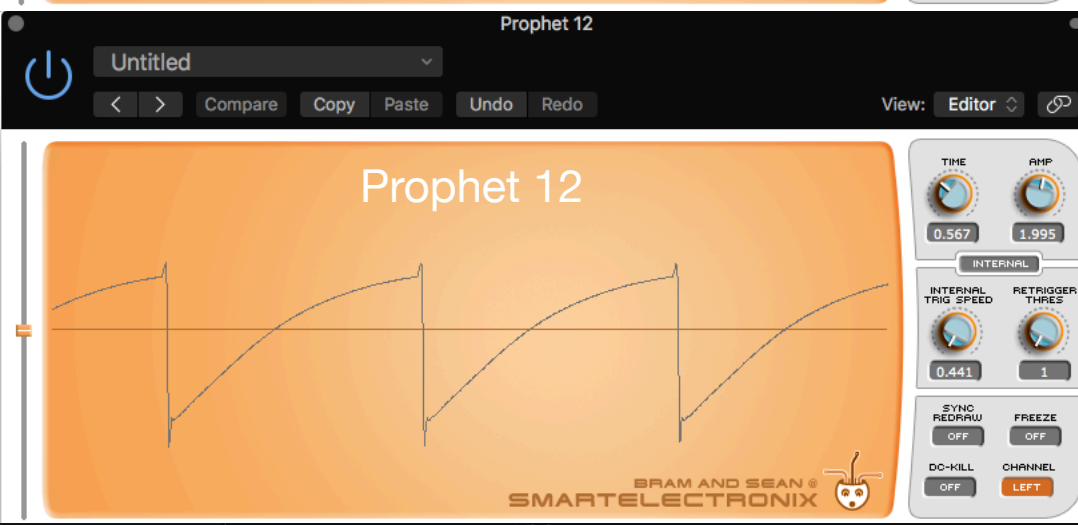 Prophet 12
Untitled
Compare Copy Paste Undo Redo View: Editor
Prophet 12
TIME AMP
0.567 1.995
INTERNAL
INTERNAL TRIG SPEED
RETRIGGER THRES
0.441 1
SYNC REDRAW
FREEZE
OFF OFF
DC-KILL CHANNEL
OFF LEFT
BRAM AND SEAN @
SMARTELECTRONIX